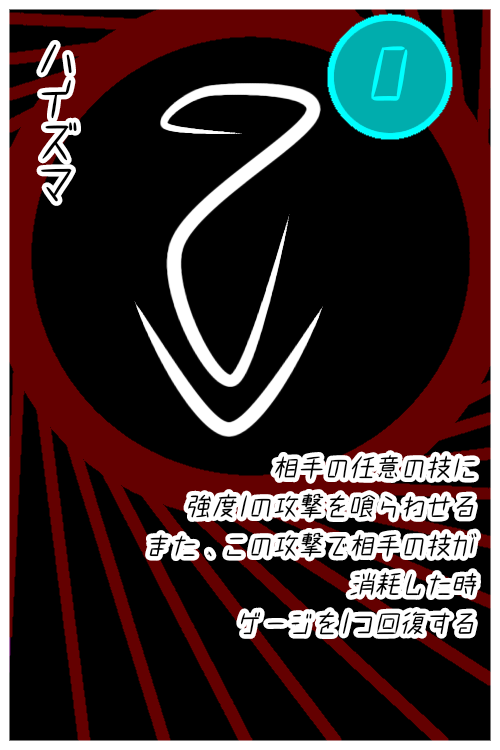 ハイズマ
0
相手の任意の技に
強度1の攻撃を喰らわせる
また、この攻撃で相手の技が
消耗した時
ゲージを1つ回復する